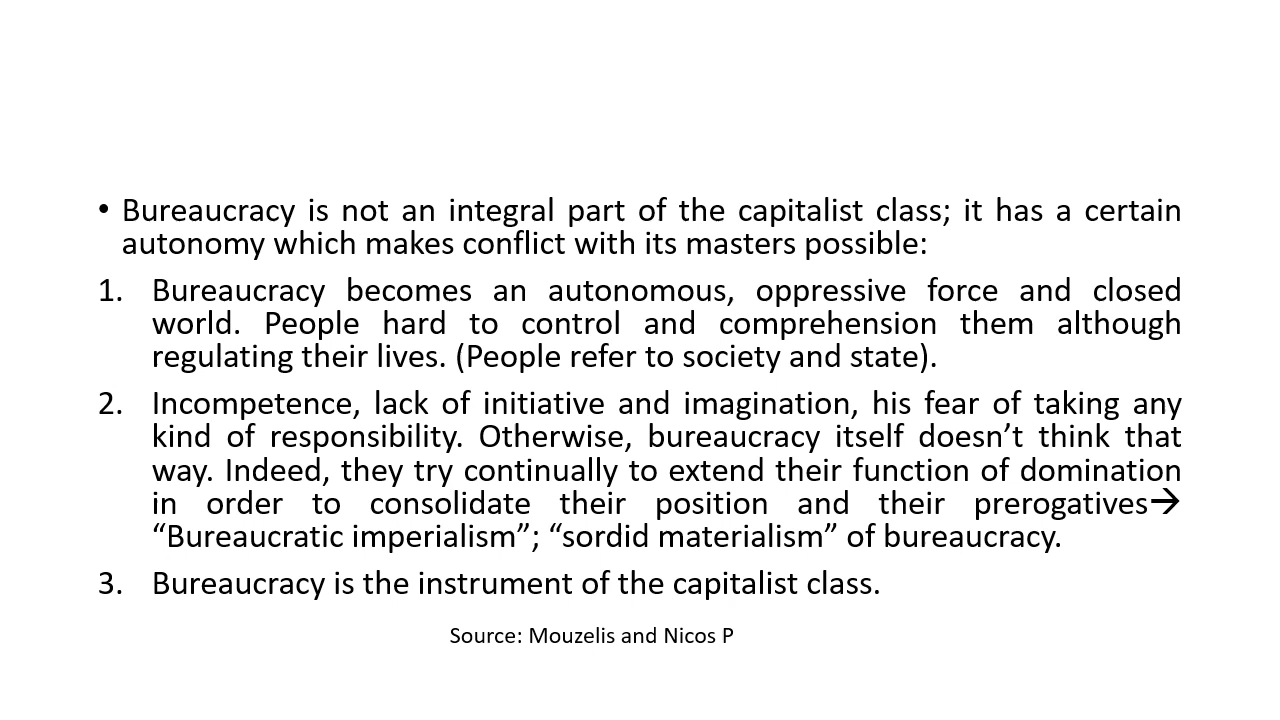 • Bureaucracy is not an integral part of the capitalist class; it has a certain
autonomy which makes conflict with its masters possible:
1. Bureaucracy becomes an autonomous, oppressive force and closed
world. People hard to control and comprehension them although
regulating their lives. (People refer to society and state).
2. Incompetence, lack of initiative and imagination, his fear of taking any
kind of responsibility. Otherwise, bureaucracy itself doesn’t think that
way. Indeed, they try continually to extend their function of domination
in order to consolidate their position and their prerogatives→
“Bureaucratic imperialism”; “sordid materialism” of bureaucracy.
3. Bureaucracy is the instrument of the capitalist class.
Source: Mouzelis and Nicos P